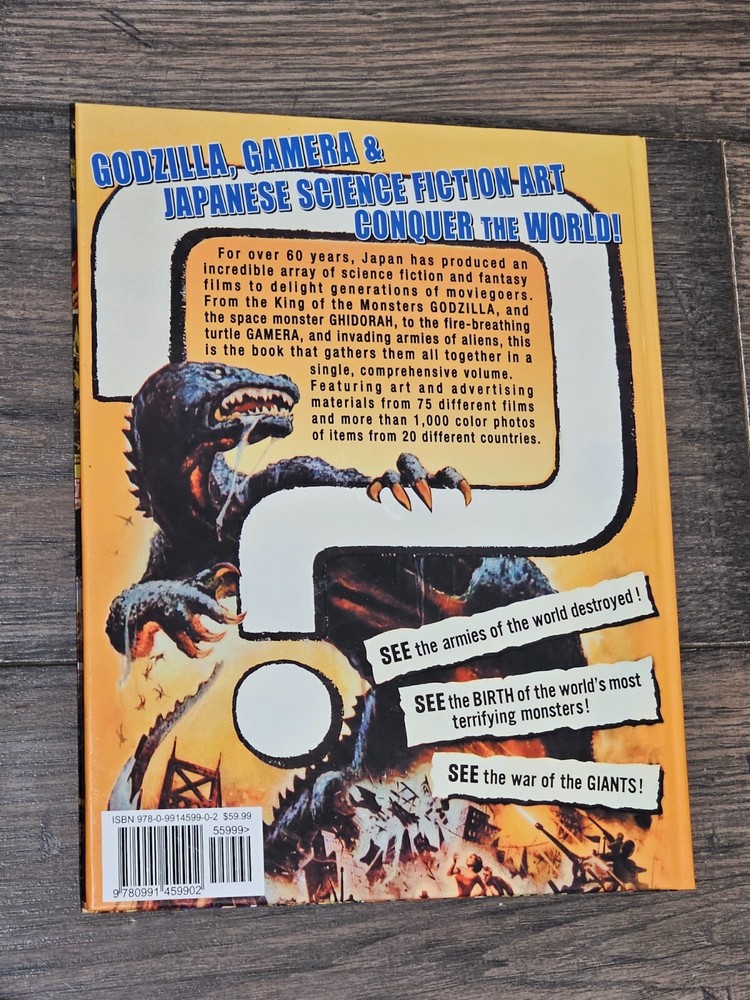 GODZILLA, GAMERA &
JAPANESE SCIENCE FICTION ART
CONQUER THE WORLD!
For over 60 years, Japan has produced an
incredible array of science fiction and fantasy
films to delight generations of moviegoers.
From the King of the Monsters GODZILLA, and
the space monster GHIDORAH, to the fire-breathing
turtle GAMERA, and invading armies of aliens, this
is the book that gathers them all together in a
single, comprehensive volume.
Featuring art and advertising
materials from 75 different films
and more than 1,000 color photos
of items from 20 different countries.
SEE the armies of the world destroyed!
SEE the BIRTH of the world's most
terrifying monsters!
SEE the war of the GIANTS!
ISBN 978-0-9914599-0-2 $59.99
55999>
9 780991 459902